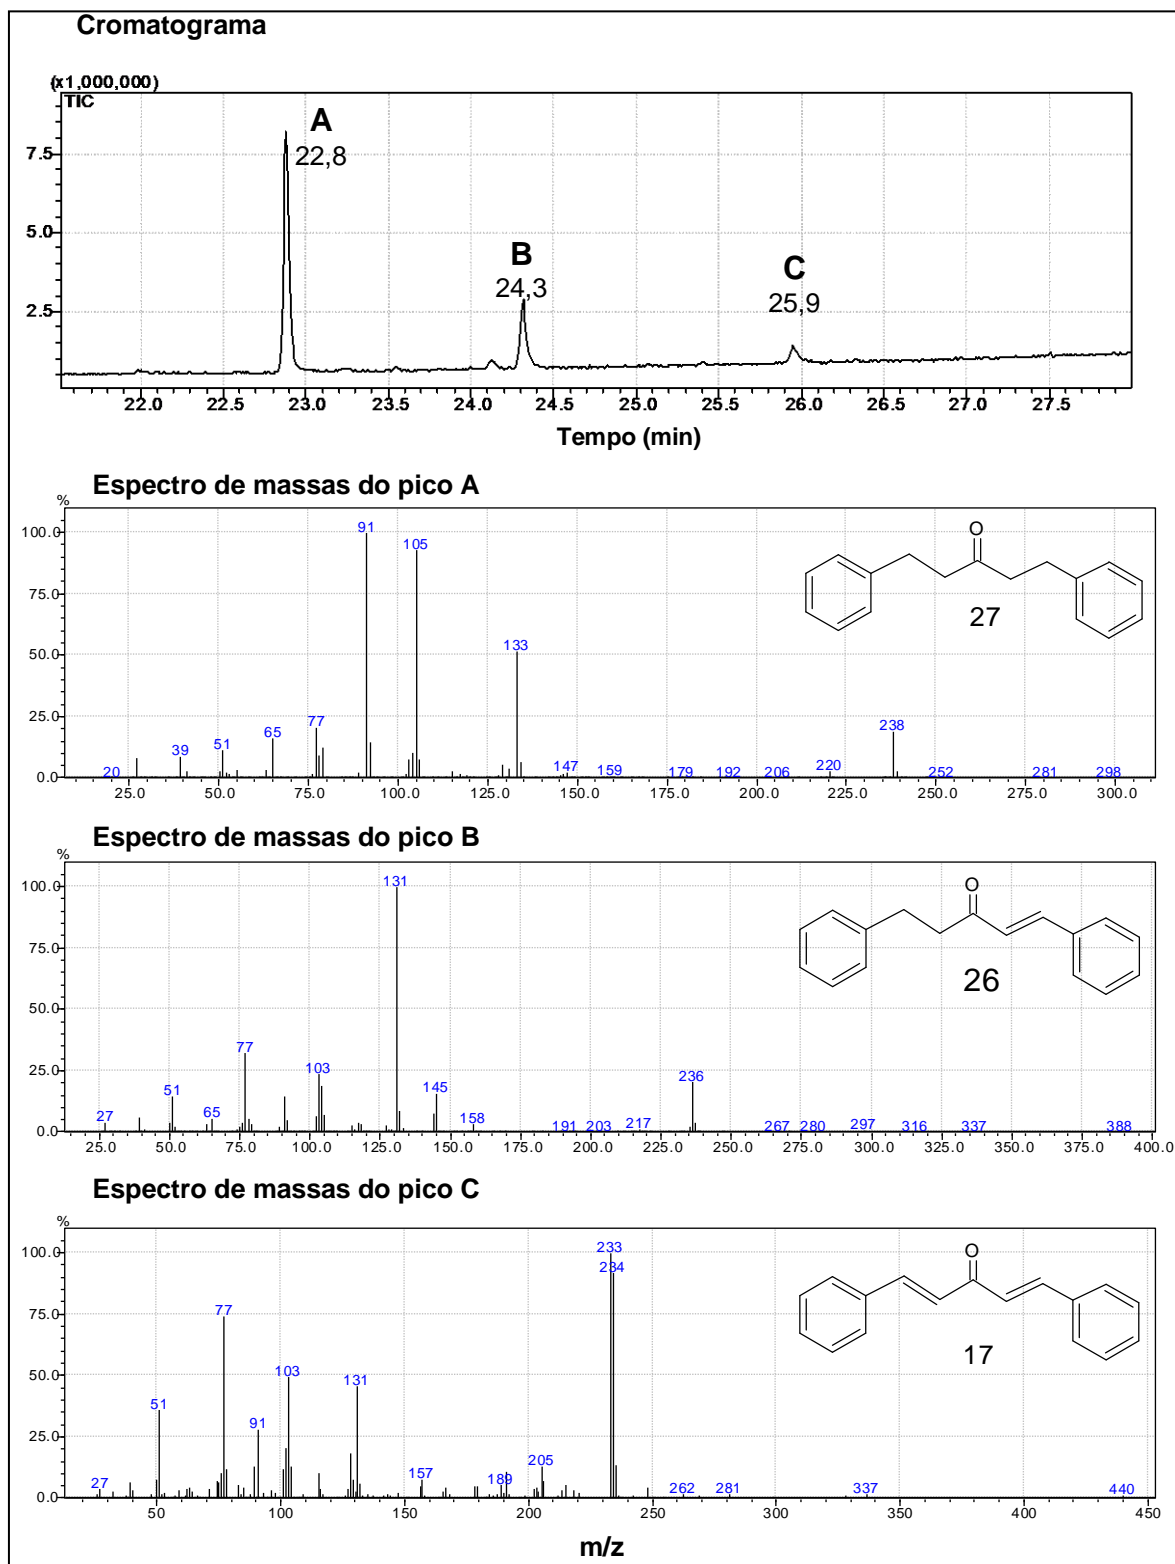 Cromatograma
(x1,000,000)
TIC
A
22,8
7.5
B
24,3
C
25,9
5.0
2.5
22.0 22.5 23.0 23.5 24.0 24.5 25.0 25.5 26.0 26.5 27.0 27.5
Tempo (min)
Espectro de massas do pico A
%
100.0
75.0
50.0
25.0
0.0
20 39 51 65 77 91 105 133 147 159 179 192 206 220 238 252 281 298
O
27
25.0 50.0 75.0 100.0 125.0 150.0 175.0 200.0 225.0 250.0 275.0 300.0
Espectro de massas do pico B
%
100.0
75.0
50.0
25.0
0.0
27 51 65 77 103 131 145 158 191 203 217 236 267 280 297 316 337 388
O
26
25.0 50.0 75.0 100.0 125.0 150.0 175.0 200.0 225.0 250.0 275.0 300.0 325.0 350.0 375.0 400.0
Espectro de massas do pico C
%
100.0
75.0
50.0
25.0
0.0
27 51 77 91 103 131 157 189 205 233 234 262 281 337 440
O
17
50 100 150 200 250 300 350 400 450
m/z